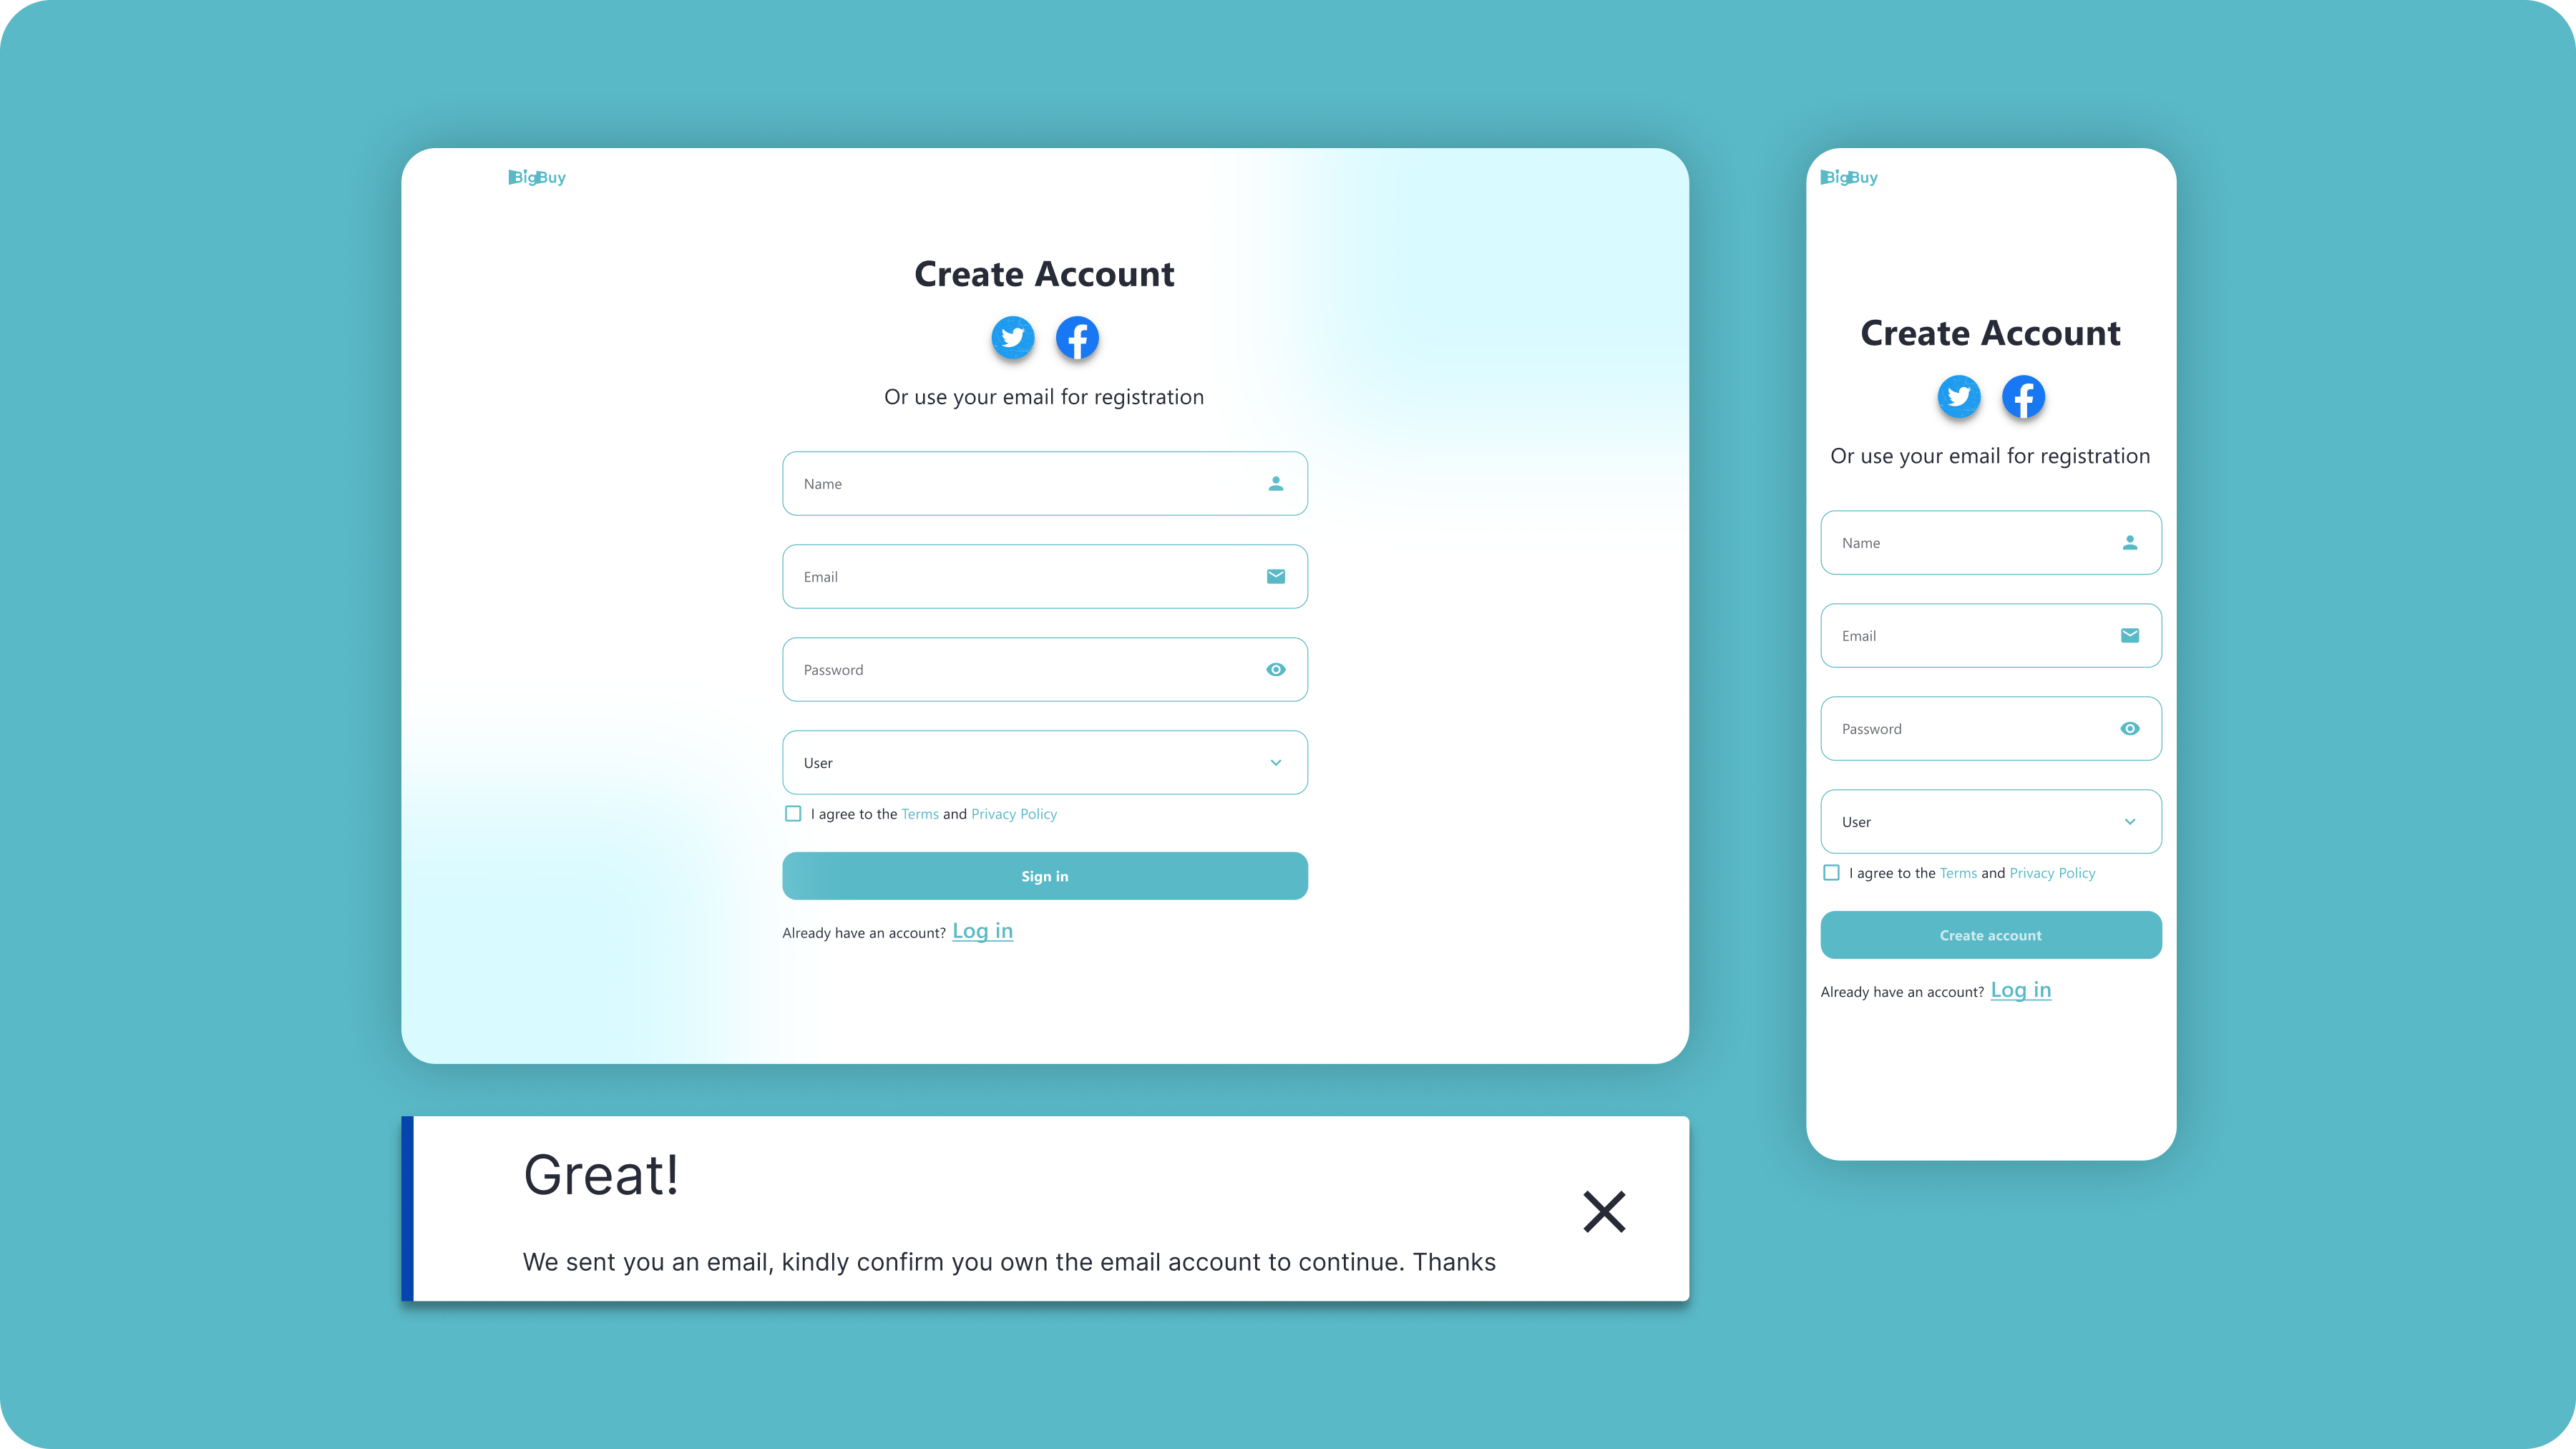 BigBuy
Create Account
Or use your email for registration
Name
Email
Password
User
I agree to the Terms and Privacy Policy
Sign in
Already have an account? Log in
BigBuy
Create Account
Or use your email for registration
Name
Email
Password
User
I agree to the Terms and Privacy Policy
Create account
Already have an account? Log in
Great!
We sent you an email, kindly confirm you own the email account to continue. Thanks